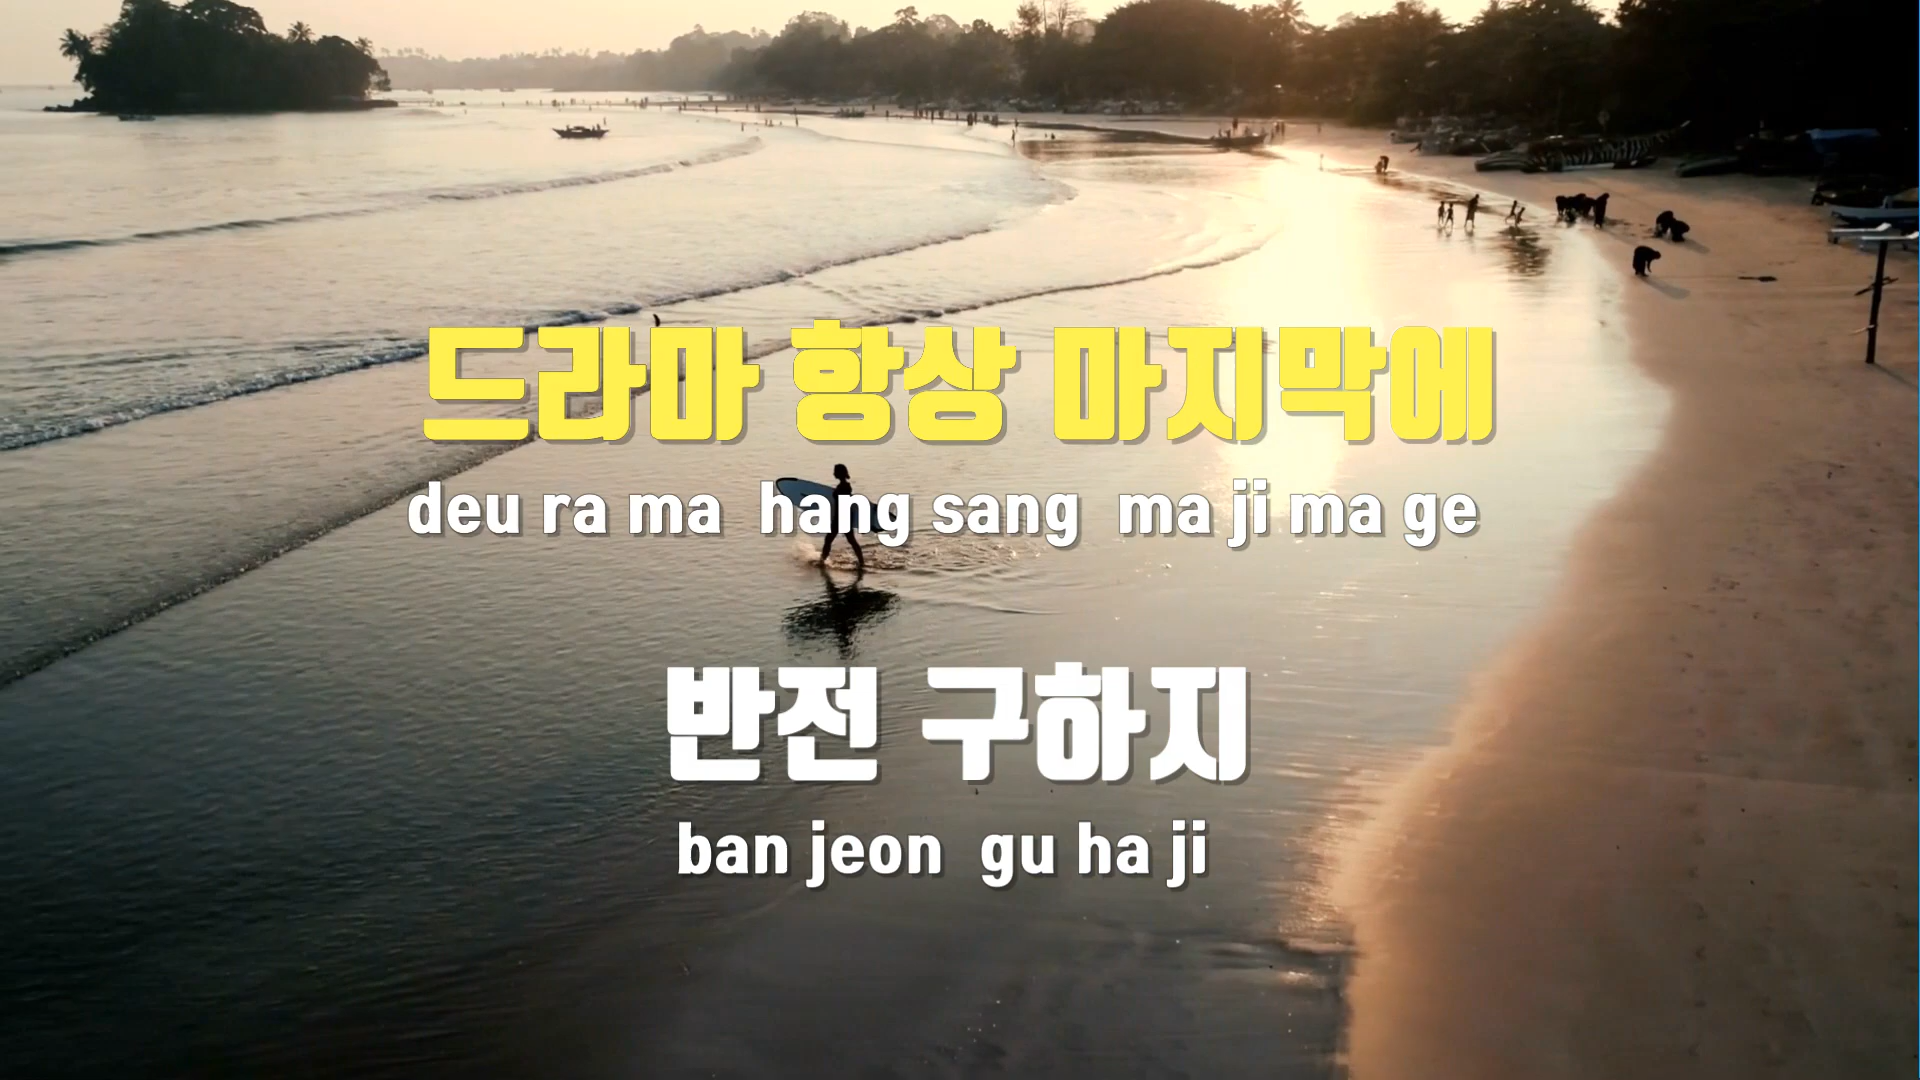 드라마 항상 마지막에
deu ra ma hang sang ma ji ma ge
반전 구하지
ban jeon gu ha ji